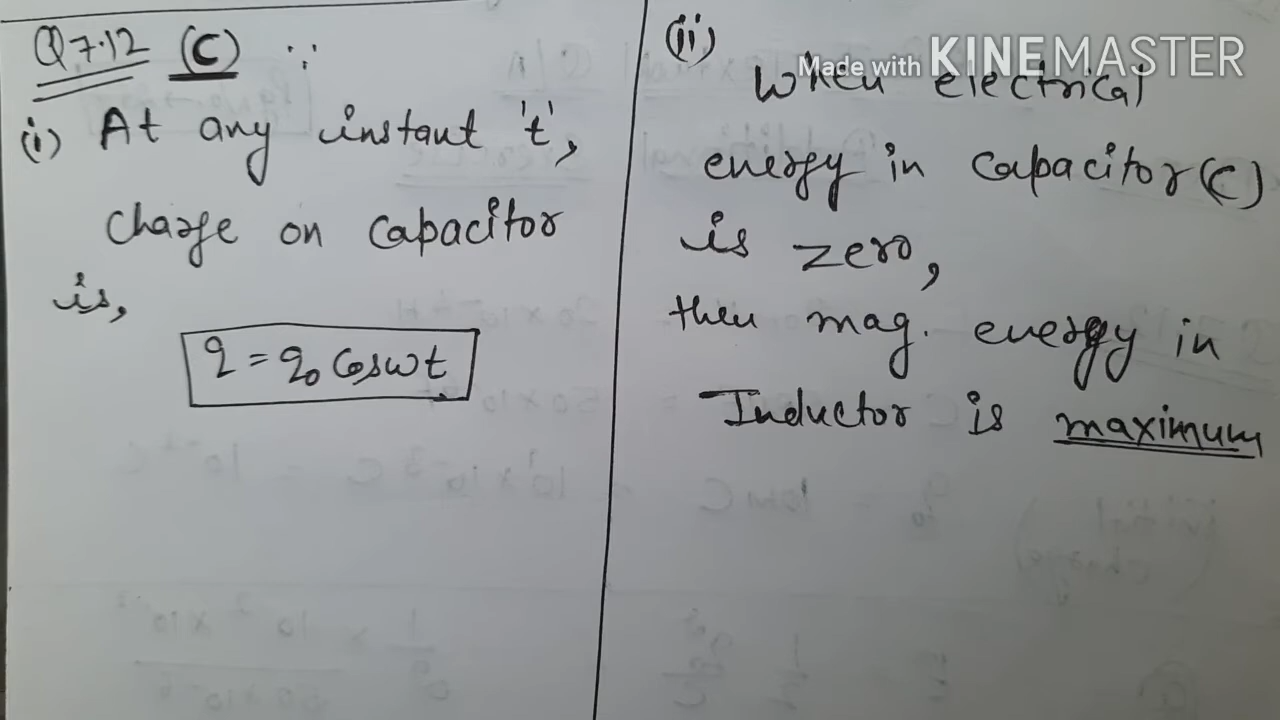 Q 7.12 (C) ∵
(i) At any instant 't',
charge on capacitor
is,
q = q₀ cosωt
(ii)
Made with KINEMASTER
When electrical
energy in capacitor (C)
is zero,
then mag. energy in
Inductor is maximum